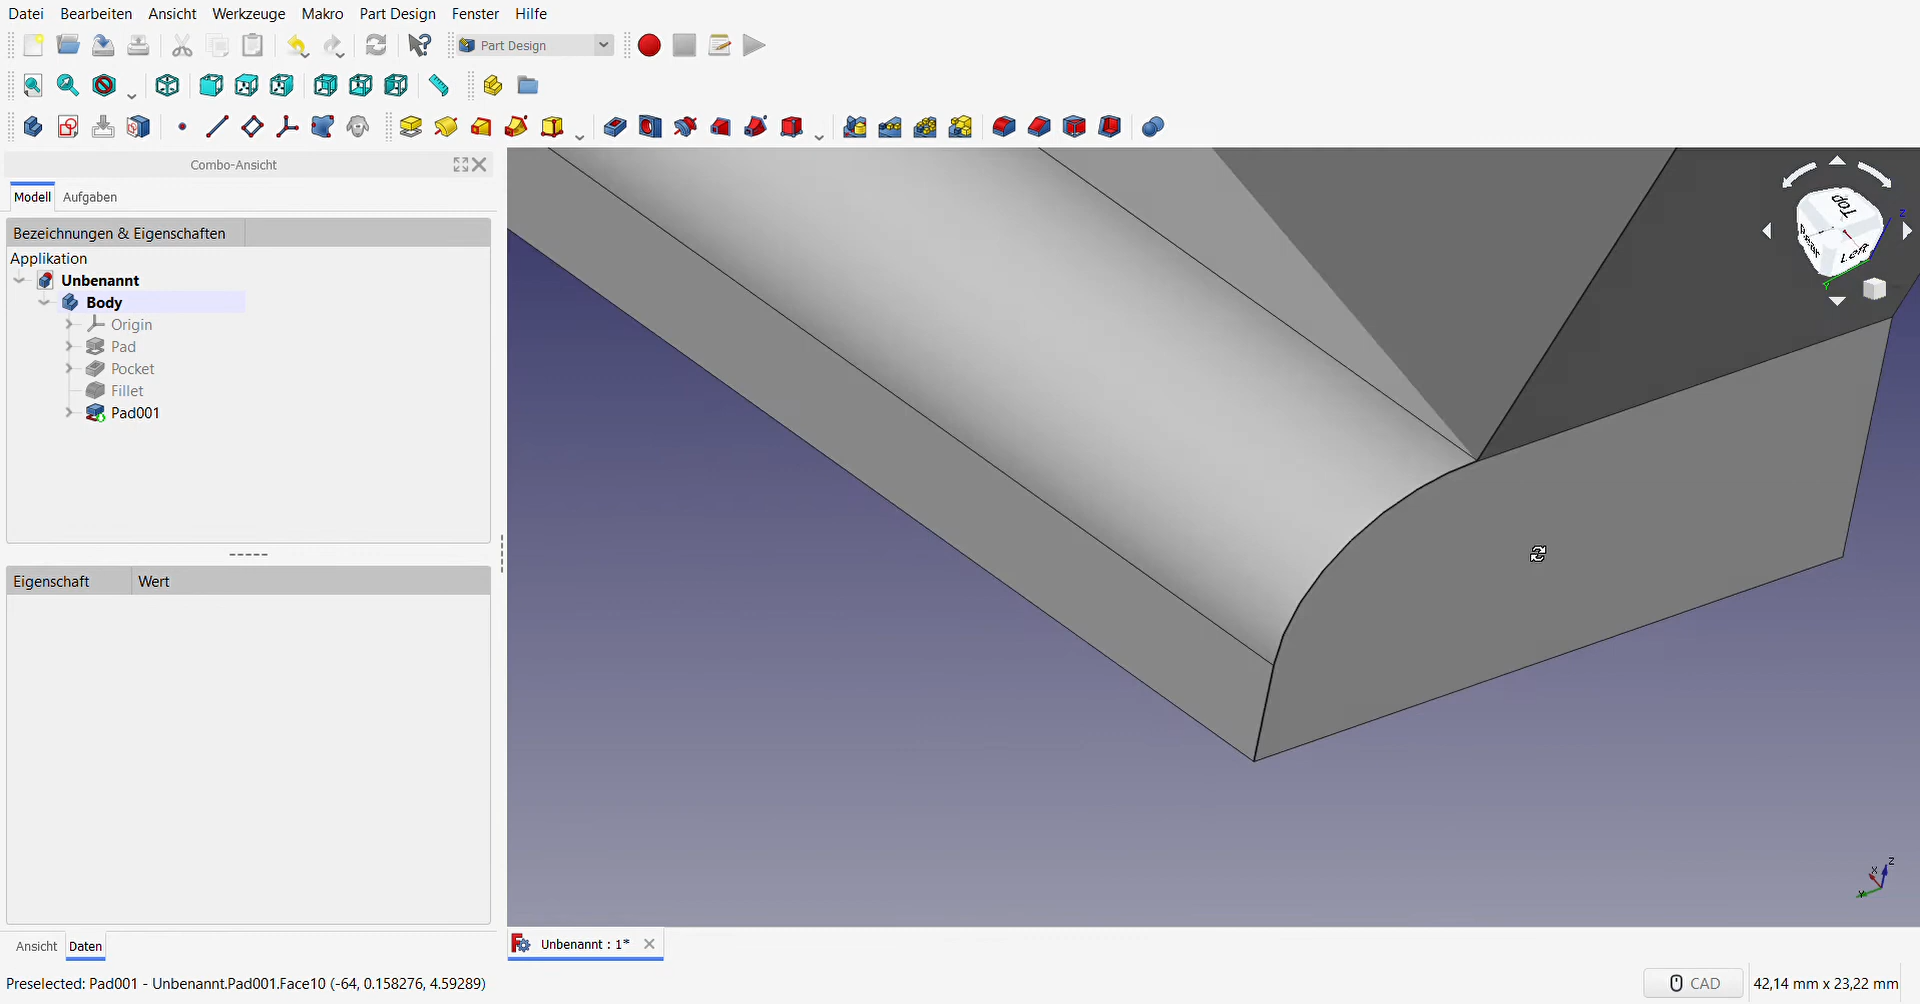 Datei Bearbeiten Ansicht Werkzeuge Makro Part Design Fenster Hilfe
Part Design
Combo-Ansicht
Modell Aufgaben
Bezeichnungen & Eigenschaften
Applikation
Unbenannt
Body
Origin
Pad
Pocket
Fillet
Pad001
Eigenschaft Wert
Top
Rear
Left
Z
Y
Z
X
Y
Ansicht Daten
Unbenannt : 1*
Preselected: Pad001 - Unbenannt.Pad001.Face10 (-64, 0.158276, 4.59289)
CAD
42,14 mm x 23,22 mm